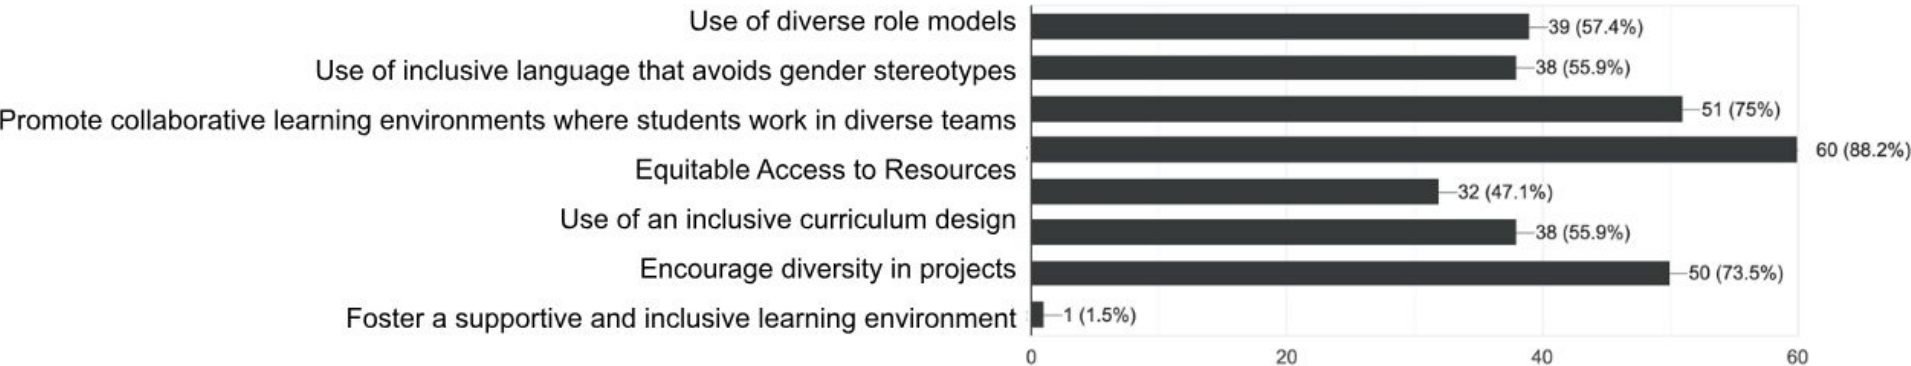 Use of diverse role models
39 (57.4%)
Use of inclusive language that avoids gender stereotypes
38 (55.9%)
Promote collaborative learning environments where students work in diverse teams
51 (75%)
60 (88.2%)
Equitable Access to Resources
32 (47.1%)
Use of an inclusive curriculum design
38 (55.9%)
Encourage diversity in projects
50 (73.5%)
Foster a supportive and inclusive learning environment
1 (1.5%)
0 20 40 60